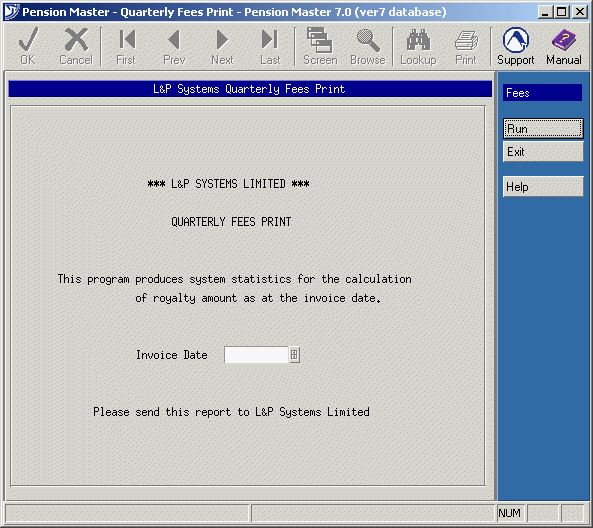 Pension Master - Quarterly Fees Print - Pension Master 7.0 (ver7 database)
OK Cancel First Prev Next Last Screen Browse Lookup Print Support Manual
L&P Systems Quarterly Fees Print
Fees
Run
Exit
Help
*** L&P SYSTEMS LIMITED ***
QUARTERLY FEES PRINT
This program produces system statistics for the calculation
of royalty amount as at the invoice date.
Invoice Date
Please send this report to L&P Systems Limited
NUM